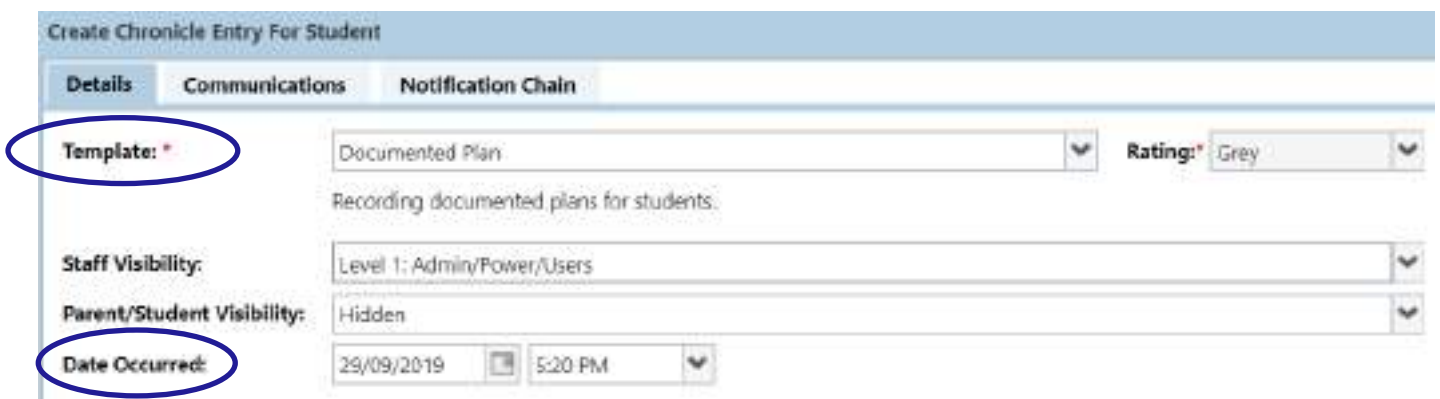 Create Chronicle Entry For Student
Details Communications Notification Chain
Template: * Documented Plan Rating:* Grey
Recording documented plans for students.
Staff Visibility: Level 1: Admin/Power/Users
Parent/Student Visibility: Hidden
Date Occurred: 29/09/2019 5:20 PM